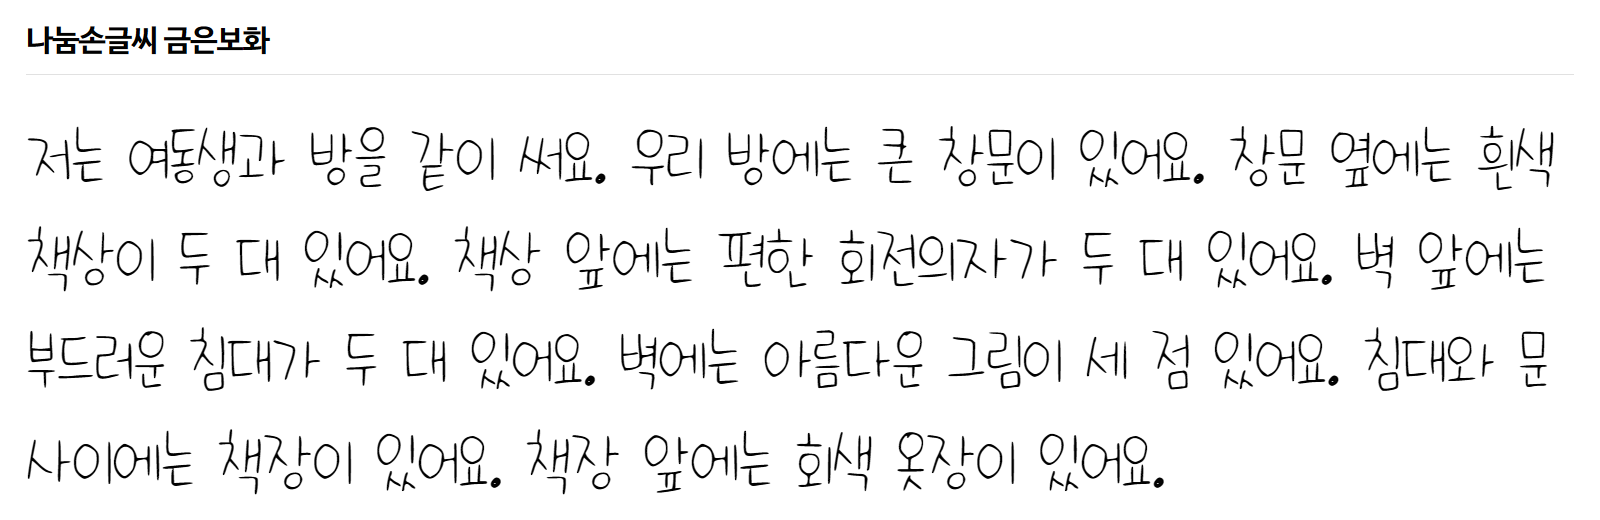 나눔손글씨 금은보화
저는 여동생과 방을 같이 써요. 우리 방에는 큰 창문이 있어요. 창문 옆에는 흰색
책상이 두 대 있어요. 책상 앞에는 편한 회전의자가 두 대 있어요. 벽 앞에는
부드러운 침대가 두 대 있어요. 벽에는 아름다운 그림이 세 점 있어요. 침대와 문
사이에는 책장이 있어요. 책장 앞에는 회색 옷장이 있어요.